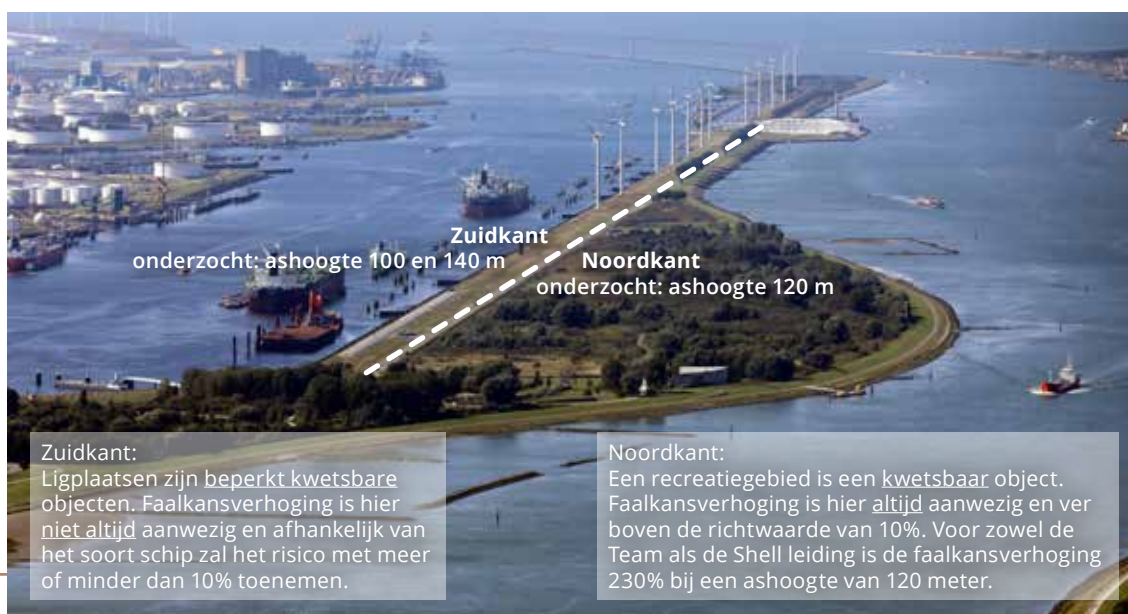 Zuidkant
onderzocht: ashoogte 100 en 140 m
Noordkant
onderzocht: ashoogte 120 m
Zuidkant:
Ligplaatsen zijn beperkt kwetsbare
objecten. Faalkansverhoging is hier
niet altijd aanwezig en afhankelijk van
het soort schip zal het risico met meer
of minder dan 10% toenemen.
Noordkant:
Een recreatiegebied is een kwetsbaar object.
Faalkansverhoging is hier altijd aanwezig en ver
boven de richtwaarde van 10%. Voor zowel de
Team als de Shell leiding is de faalkansverhoging
230% bij een ashoogte van 120 meter.